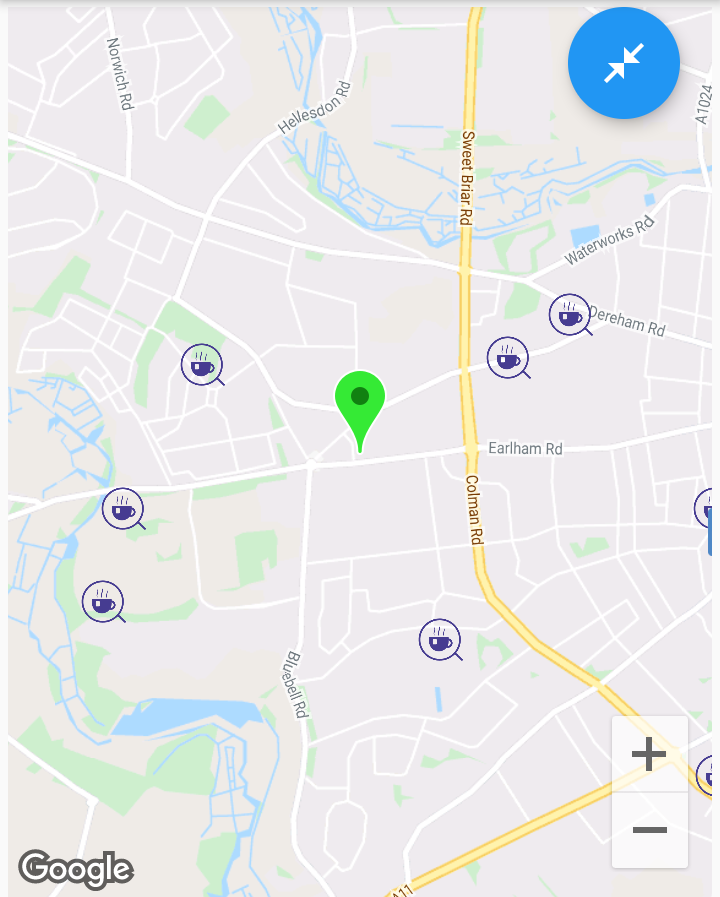 Norwich Rd
Hellesdon Rd
A1024
Sweet Briar Rd
Waterworks Rd
Dereham Rd
Earlham Rd
Colman Rd
Bluebell Rd
A11
Google